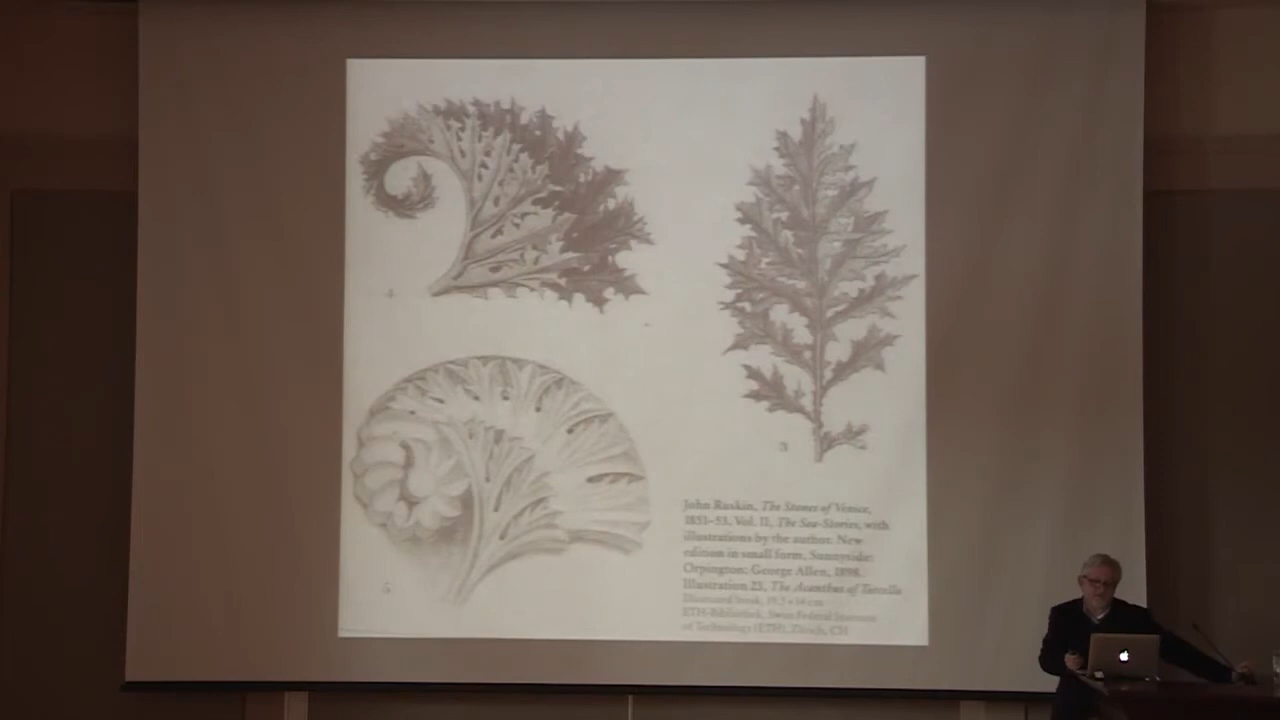 John Ruskin, The Stones of Venice,
1851–53, Vol. II, The Sea-Stories, with
illustrations by the author. New
edition in small form, Sunnyside:
Orpington: George Allen, 1898.
Illustration 25, The Acanthus of Torcello
Illustrated book,
ETH-Bibliothek, Swiss Federal Institute
of Technology (ETH), Zürich, CH